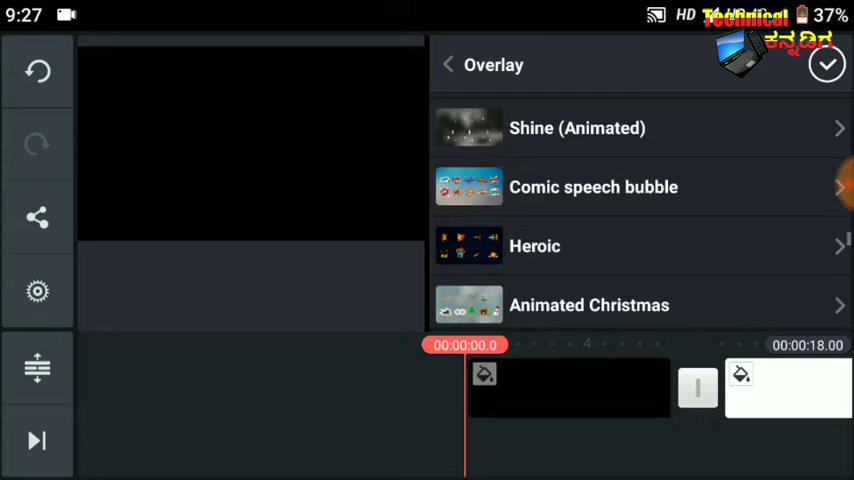 9:27
HD
37%
Technical
ಕನ್ನಡಿಗ
Overlay
Shine (Animated)
Comic speech bubble
Heroic
Animated Christmas
00:00:00.0
4
00:00:18.00